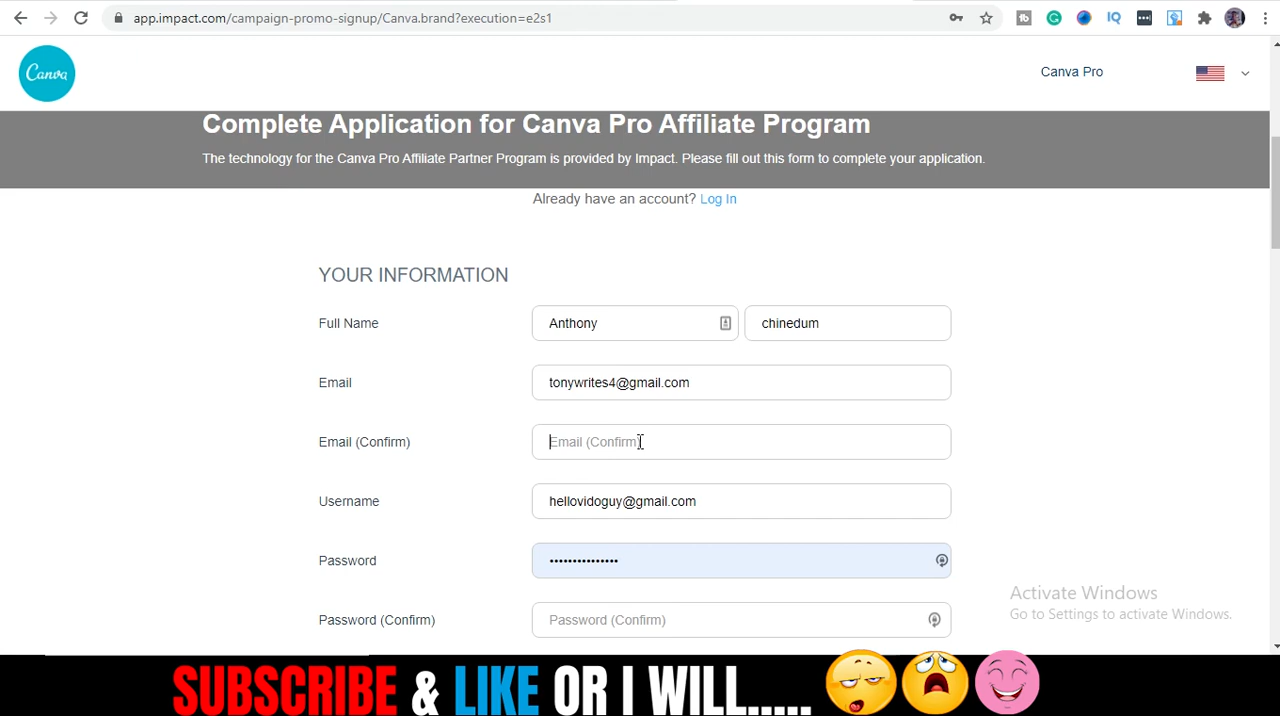 app.impact.com/campaign-promo-signup/Canva.brand?execution=e2s1
Canva
Canva Pro
Complete Application for Canva Pro Affiliate Program
The technology for the Canva Pro Affiliate Partner Program is provided by Impact. Please fill out this form to complete your application.
Already have an account? Log In
YOUR INFORMATION
Full Name
Anthony
chinedum
Email
tonywrites4@gmail.com
Email (Confirm)
Email (Confirm)
Username
hellovidoguy@gmail.com
Password
•••••••••••••••
Password (Confirm)
Password (Confirm)
Activate Windows
Go to Settings to activate Windows.
SUBSCRIBE & LIKE OR I WILL.....